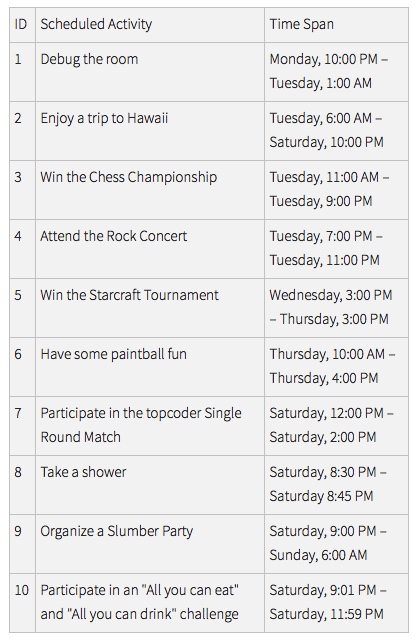 ID Scheduled Activity Time Span
1 Debug the room Monday, 10:00 PM –
Tuesday, 1:00 AM
2 Enjoy a trip to Hawaii Tuesday, 6:00 AM –
Saturday, 10:00 PM
3 Win the Chess Championship Tuesday, 11:00 AM –
Tuesday, 9:00 PM
4 Attend the Rock Concert Tuesday, 7:00 PM –
Tuesday, 11:00 PM
5 Win the Starcraft Tournament Wednesday, 3:00 PM
– Thursday, 3:00 PM
6 Have some paintball fun Thursday, 10:00 AM –
Thursday, 4:00 PM
7 Participate in the topcoder Single Saturday, 12:00 PM –
Round Match Saturday, 2:00 PM
8 Take a shower Saturday, 8:30 PM –
Saturday 8:45 PM
9 Organize a Slumber Party Saturday, 9:00 PM –
Sunday, 6:00 AM
10 Participate in an "All you can eat" Saturday, 9:01 PM –
and "All you can drink" challenge Saturday, 11:59 PM